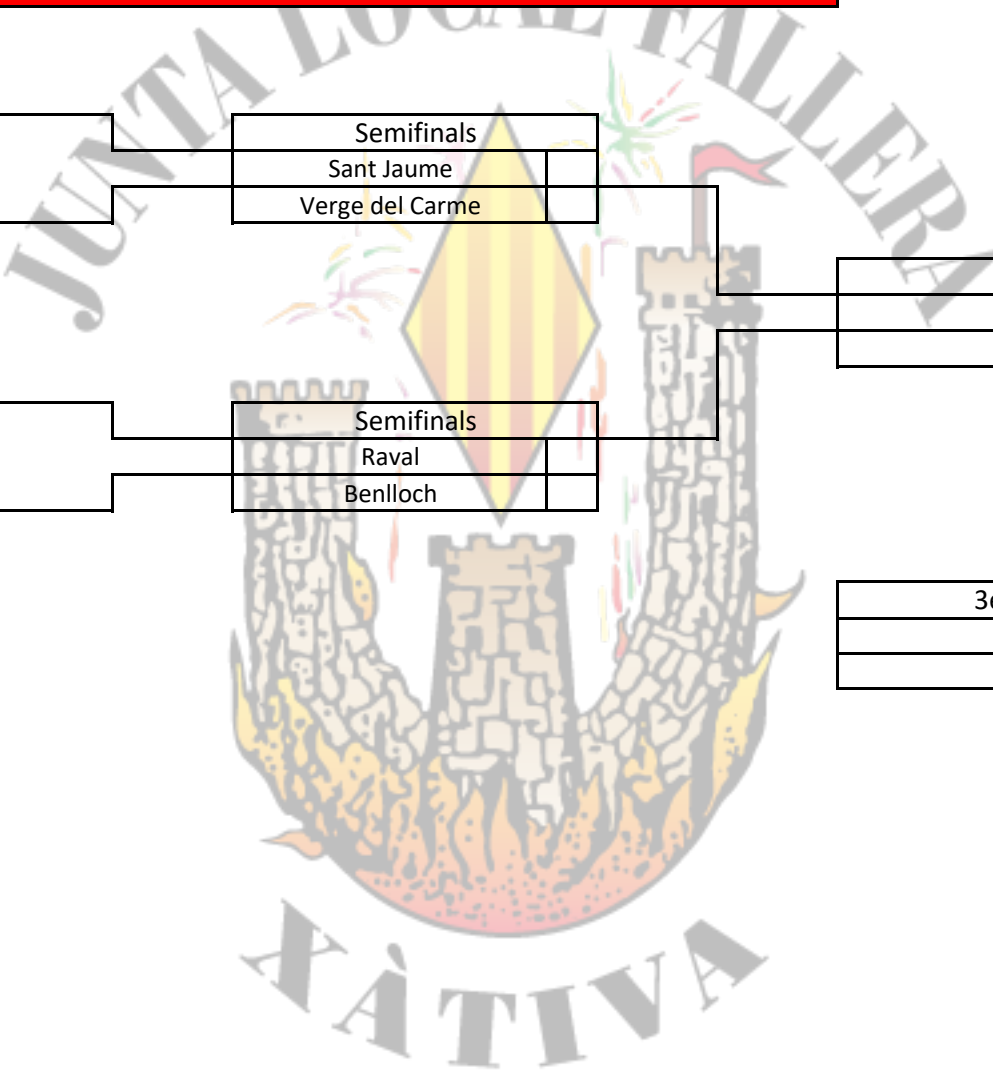 JUNTA LOCAL FALLERA
Semifinals
Sant Jaume
Verge del Carme
Semifinals
Raval
Benlloch
XÀTIVA